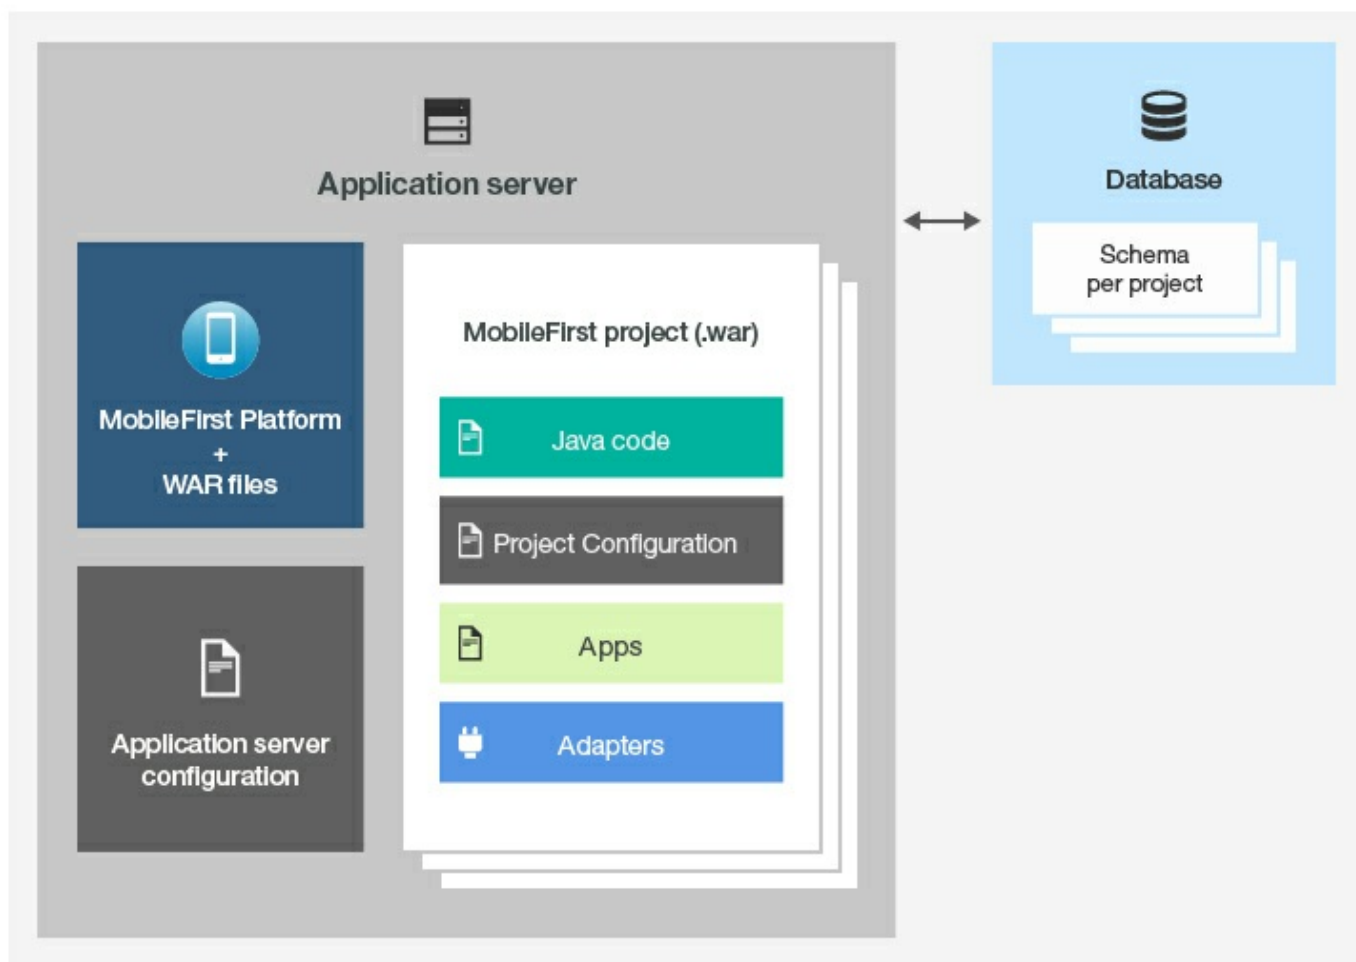 Application server
MobileFirst Platform
+
WAR files
Application server
configuration
MobileFirst project (.war)
Java code
Project Configuration
Apps
Adapters
Database
Schema
per project